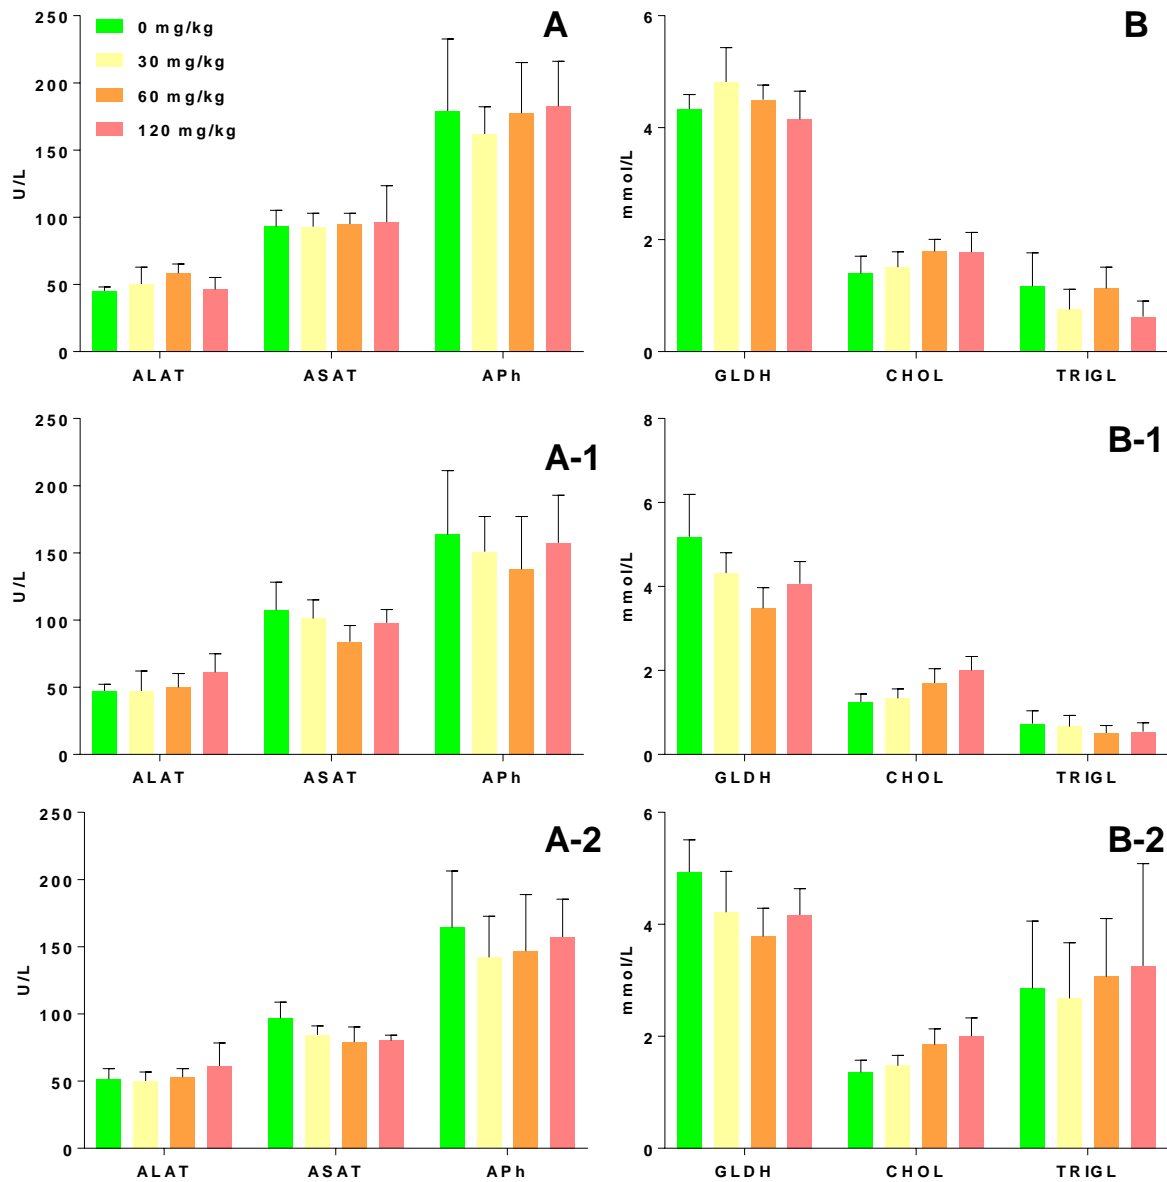 A
250
200
150
100
50
0
U/L
0 mg/kg
30 mg/kg
60 mg/kg
120 mg/kg
ALAT ASAT APh
B
6
4
2
0
mmol/L
GLDH CHOL TRIGL
A-1
250
200
150
100
50
0
U/L
ALAT ASAT APh
B-1
8
6
4
2
0
mmol/L
GLDH CHOL TRIGL
A-2
250
200
150
100
50
0
U/L
ALAT ASAT APh
B-2
6
4
2
0
mmol/L
GLDH CHOL TRIGL